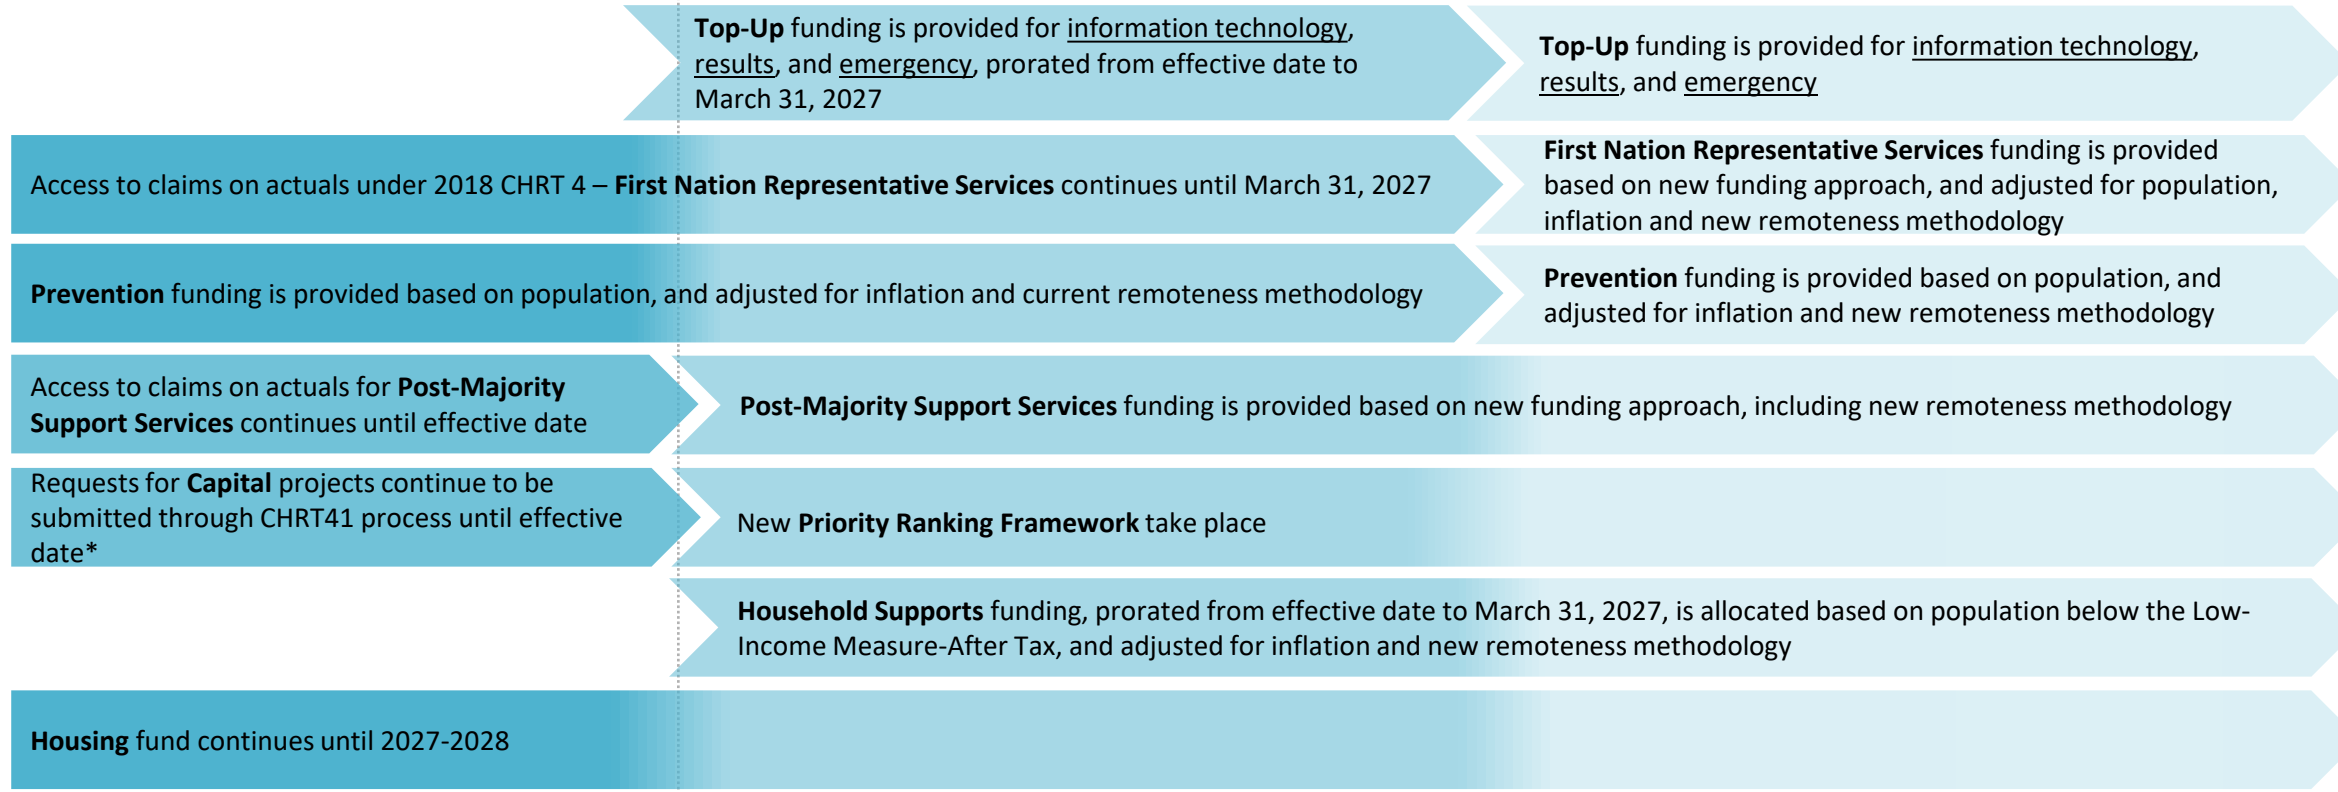 Top-Up funding is provided for information technology,
results, and emergency, prorated from effective date to
March 31, 2027
Top-Up funding is provided for information technology,
results, and emergency
Access to claims on actuals under 2018 CHRT 4 – First Nation Representative Services continues until March 31, 2027
First Nation Representative Services funding is provided
based on new funding approach, and adjusted for population,
inflation and new remoteness methodology
Prevention funding is provided based on population, and adjusted for inflation and current remoteness methodology
Prevention funding is provided based on population, and
adjusted for inflation and new remoteness methodology
Access to claims on actuals for Post-Majority
Support Services continues until effective date
Post-Majority Support Services funding is provided based on new funding approach, including new remoteness methodology
Requests for Capital projects continue to be
submitted through CHRT41 process until effective
date*
New Priority Ranking Framework take place
Household Supports funding, prorated from effective date to March 31, 2027, is allocated based on population below the Low-
Income Measure-After Tax, and adjusted for inflation and new remoteness methodology
Housing fund continues until 2027-2028